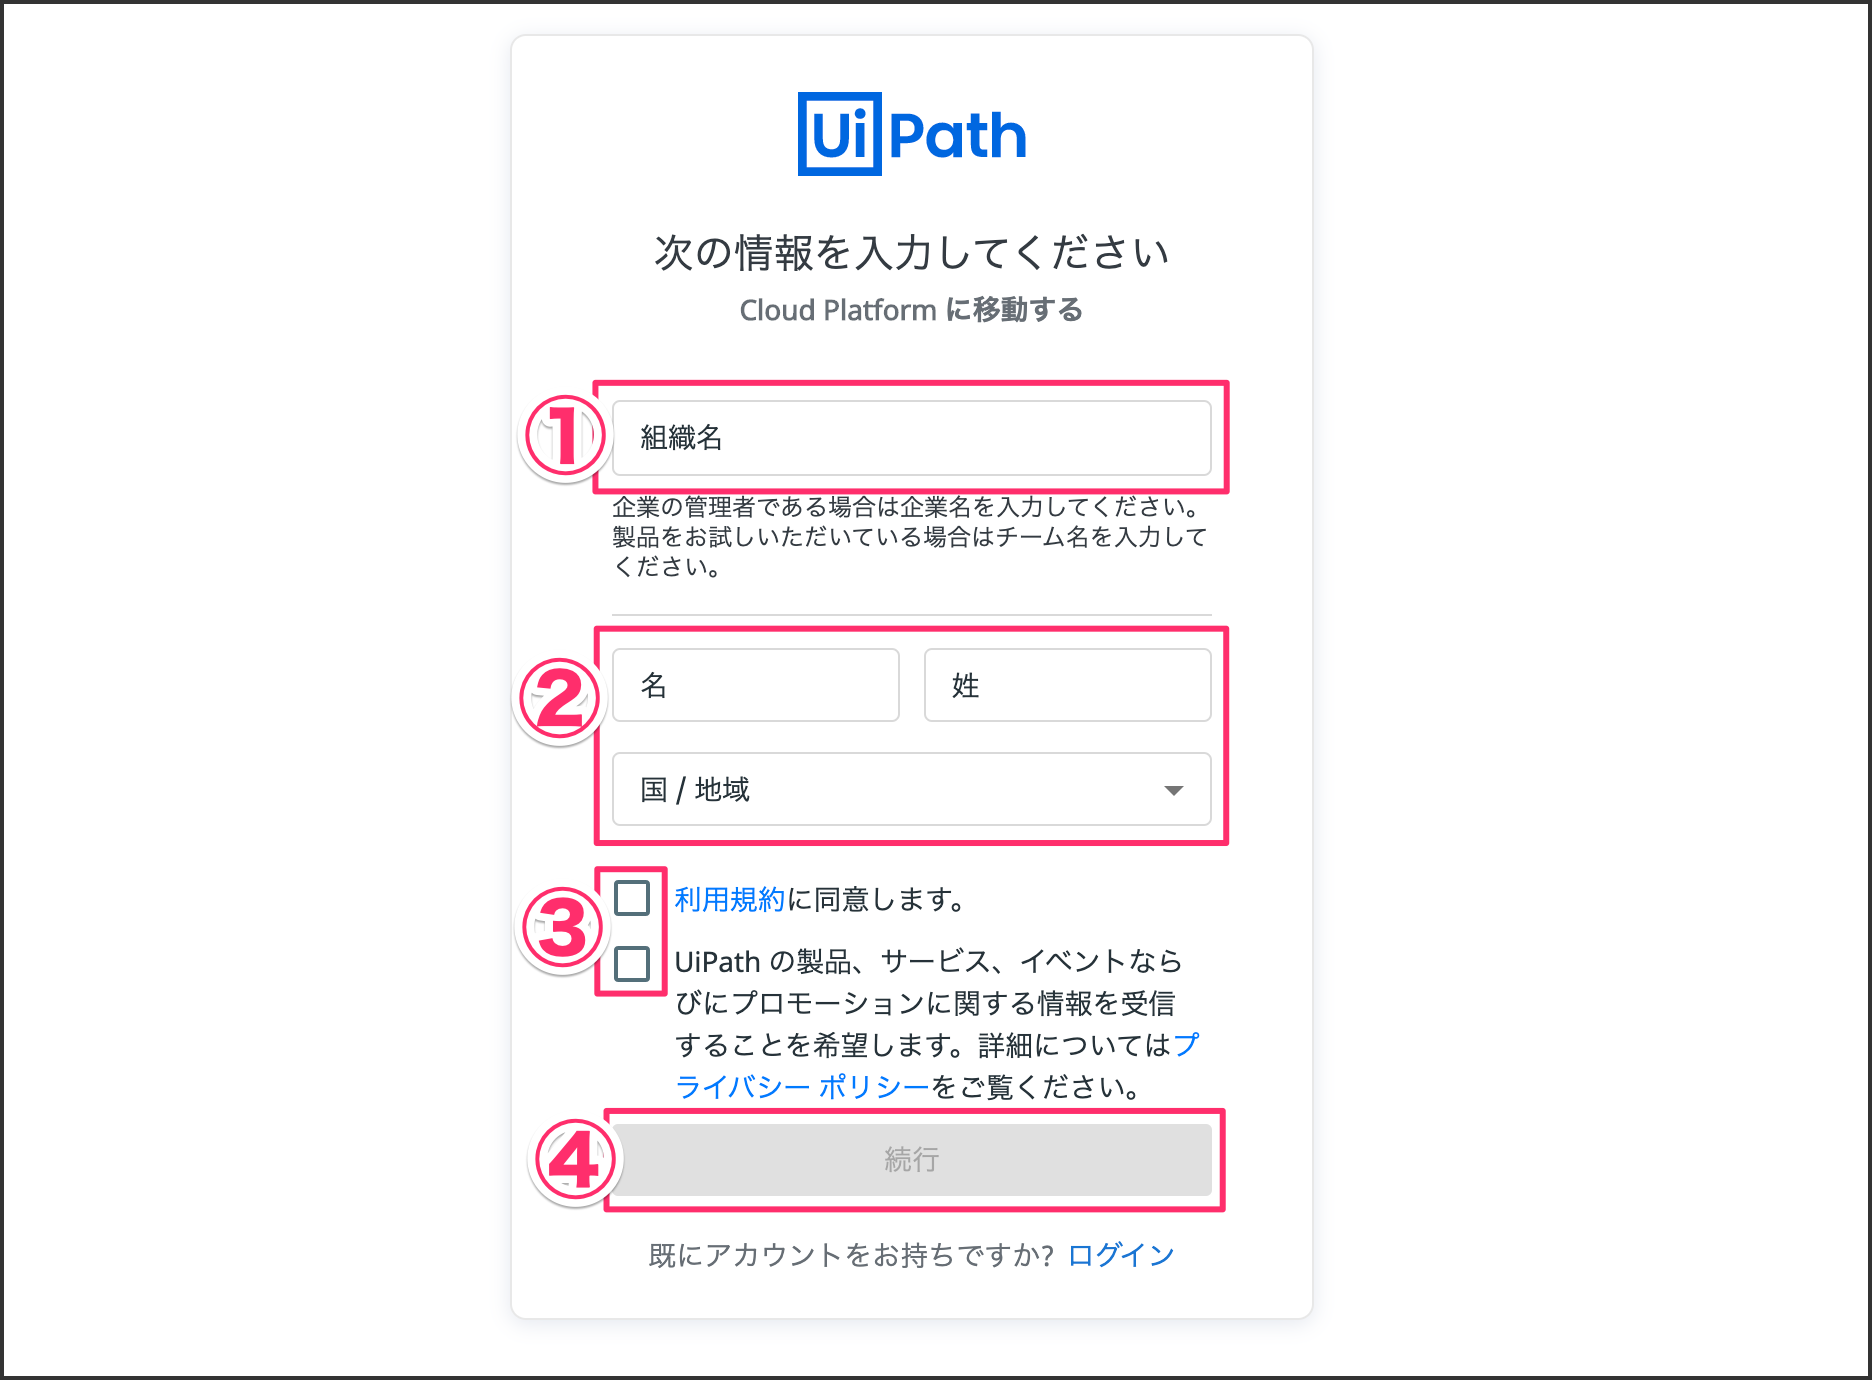 UiPath
次の情報を入力してください
Cloud Platform に移動する
① 組織名
企業の管理者である場合は企業名を入力してください。
製品をお試しいただいている場合はチーム名を入力して
ください。
② 名 姓
国 / 地域
③ 利用規約に同意します。
UiPath の製品、サービス、イベントなら
びにプロモーションに関する情報を受信
することを希望します。詳細についてはプ
ライバシー ポリシーをご覧ください。
④ 続行
既にアカウントをお持ちですか? ログイン